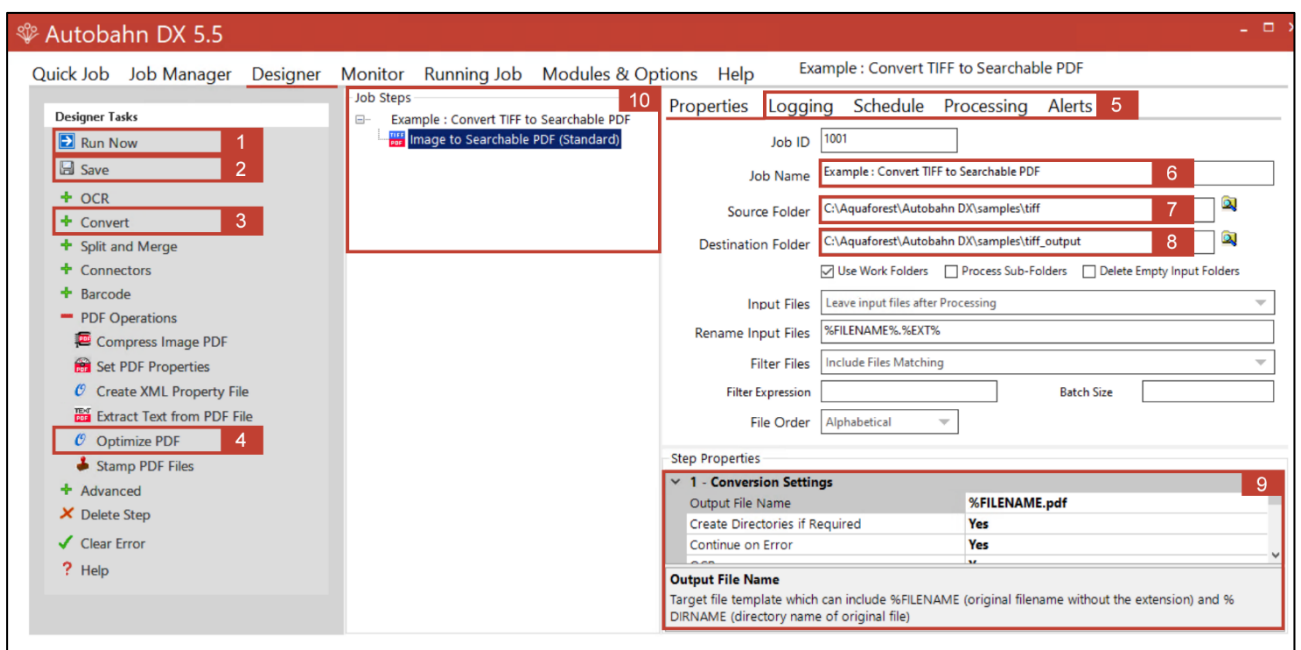 Autobahn DX 5.5
Quick Job Job Manager Designer Monitor Running Job Modules & Options Help
Example : Convert TIFF to Searchable PDF
Designer Tasks
Run Now 1
Save 2
OCR
Convert 3
Split and Merge
Connectors
Barcode
PDF Operations
Compress Image PDF
Set PDF Properties
Create XML Property File
Extract Text from PDF File
Optimize PDF 4
Stamp PDF Files
Advanced
Delete Step
Clear Error
Help
Job Steps 10
Example : Convert TIFF to Searchable PDF
Image to Searchable PDF (Standard)
Properties Logging Schedule Processing Alerts 5
Job ID 1001
Job Name Example : Convert TIFF to Searchable PDF 6
Source Folder C:\Aquaforest\Autobahn DX\samples\tiff 7
Destination Folder C:\Aquaforest\Autobahn DX\samples\tiff_output 8
Use Work Folders Process Sub-Folders Delete Empty Input Folders
Input Files Leave input files after Processing
Rename Input Files %FILENAME%.%EXT%
Filter Files Include Files Matching
Filter Expression Batch Size
File Order Alphabetical
Step Properties
1 - Conversion Settings 9
Output File Name %FILENAME.pdf
Create Directories if Required Yes
Continue on Error Yes
Output File Name
Target file template which can include %FILENAME (original filename without the extension) and %
DIRNAME (directory name of original file)